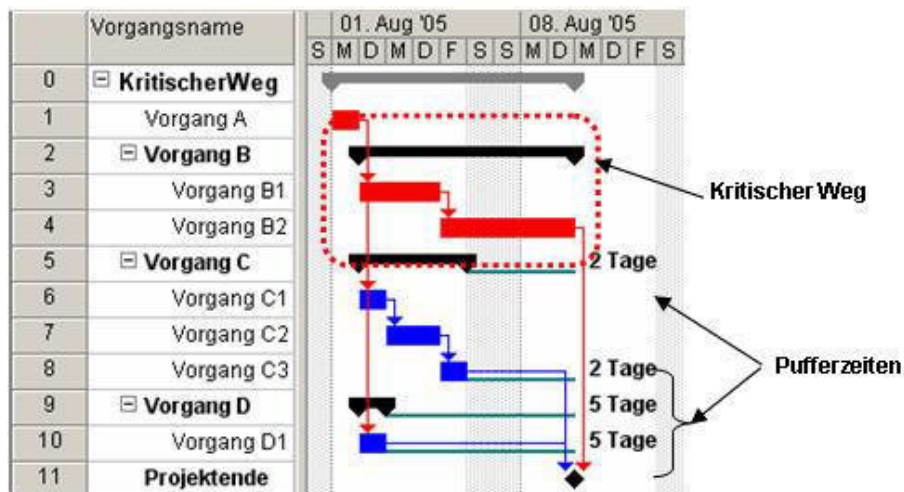 Vorgangsname 01. Aug '05 08. Aug '05
S M D M D F S S M D M D F S
0 KritischerWeg
1 Vorgang A
2 Vorgang B
Kritischer Weg
3 Vorgang B1
4 Vorgang B2
5 Vorgang C 2 Tage
6 Vorgang C1
7 Vorgang C2
Pufferzeiten
8 Vorgang C3 2 Tage
9 Vorgang D 5 Tage
10 Vorgang D1 5 Tage
11 Projektende